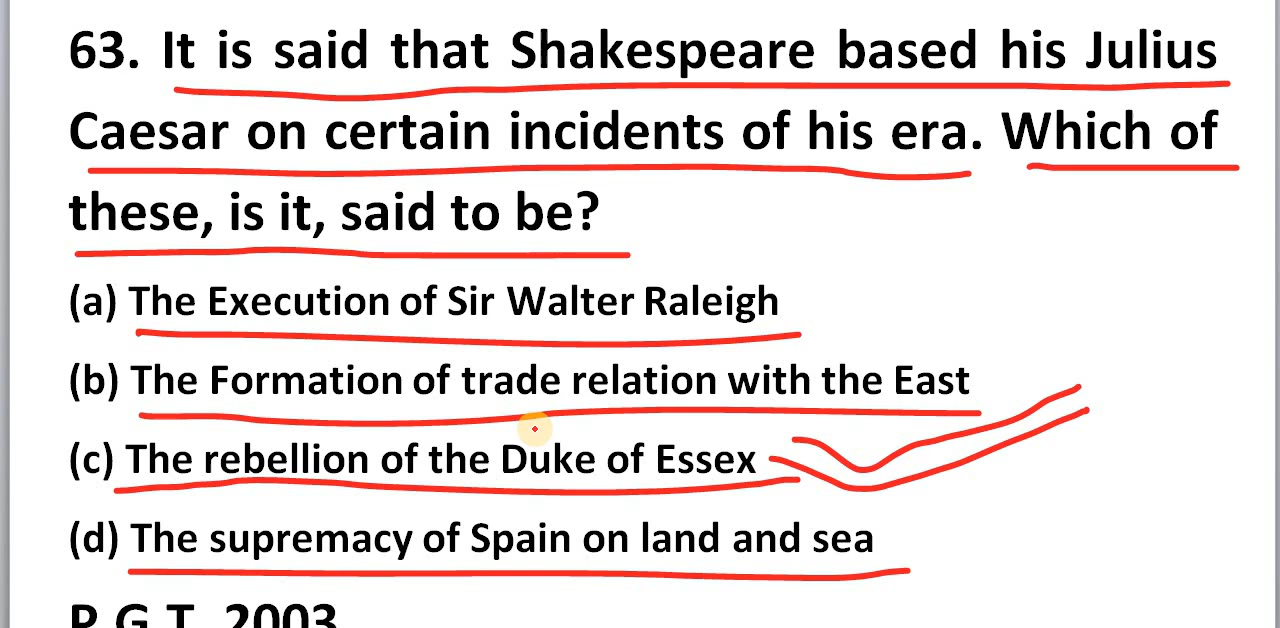 63. It is said that Shakespeare based his Julius
Caesar on certain incidents of his era. Which of
these, is it, said to be?
(a) The Execution of Sir Walter Raleigh
(b) The Formation of trade relation with the East
(c) The rebellion of the Duke of Essex
(d) The supremacy of Spain on land and sea
P.G.T. 2003